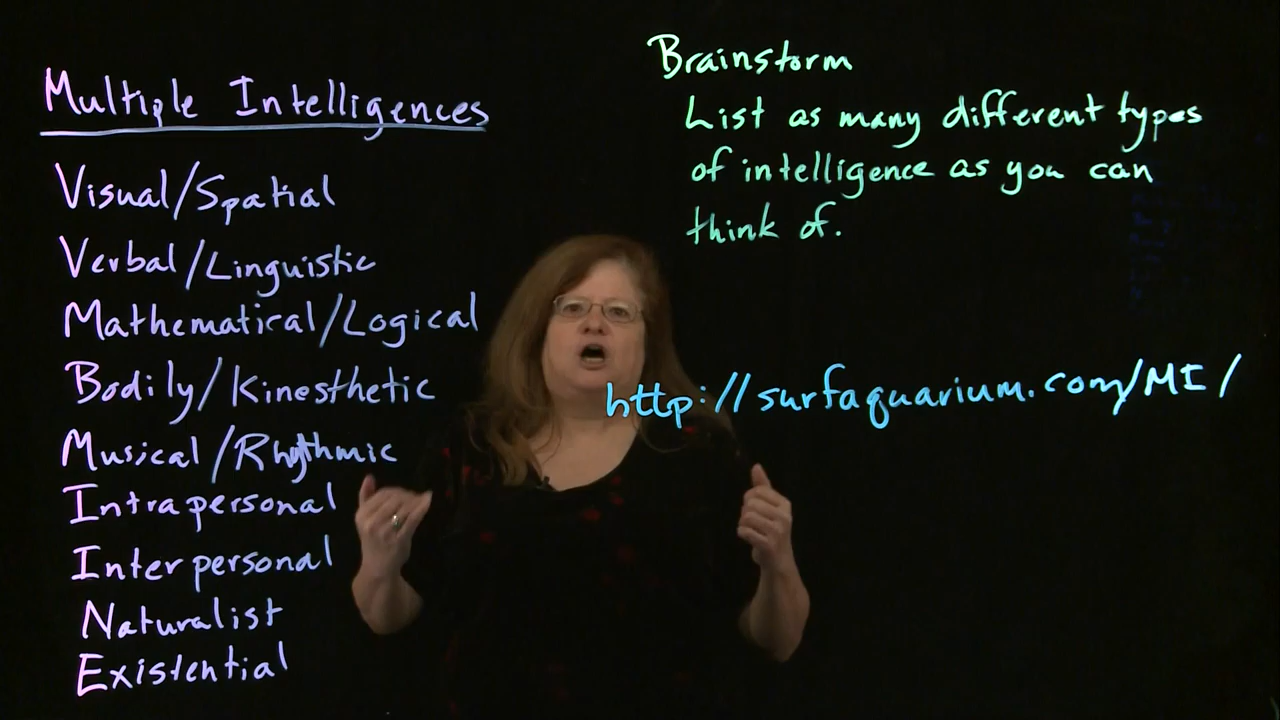 Multiple Intelligences
Visual/Spatial
Verbal/Linguistic
Mathematical/Logical
Bodily/Kinesthetic
Musical/Rhythmic
Intrapersonal
Interpersonal
Naturalist
Existential
Brainstorm
List as many different types
of intelligence as you can
think of.
http://surfaquarium.com/MI/